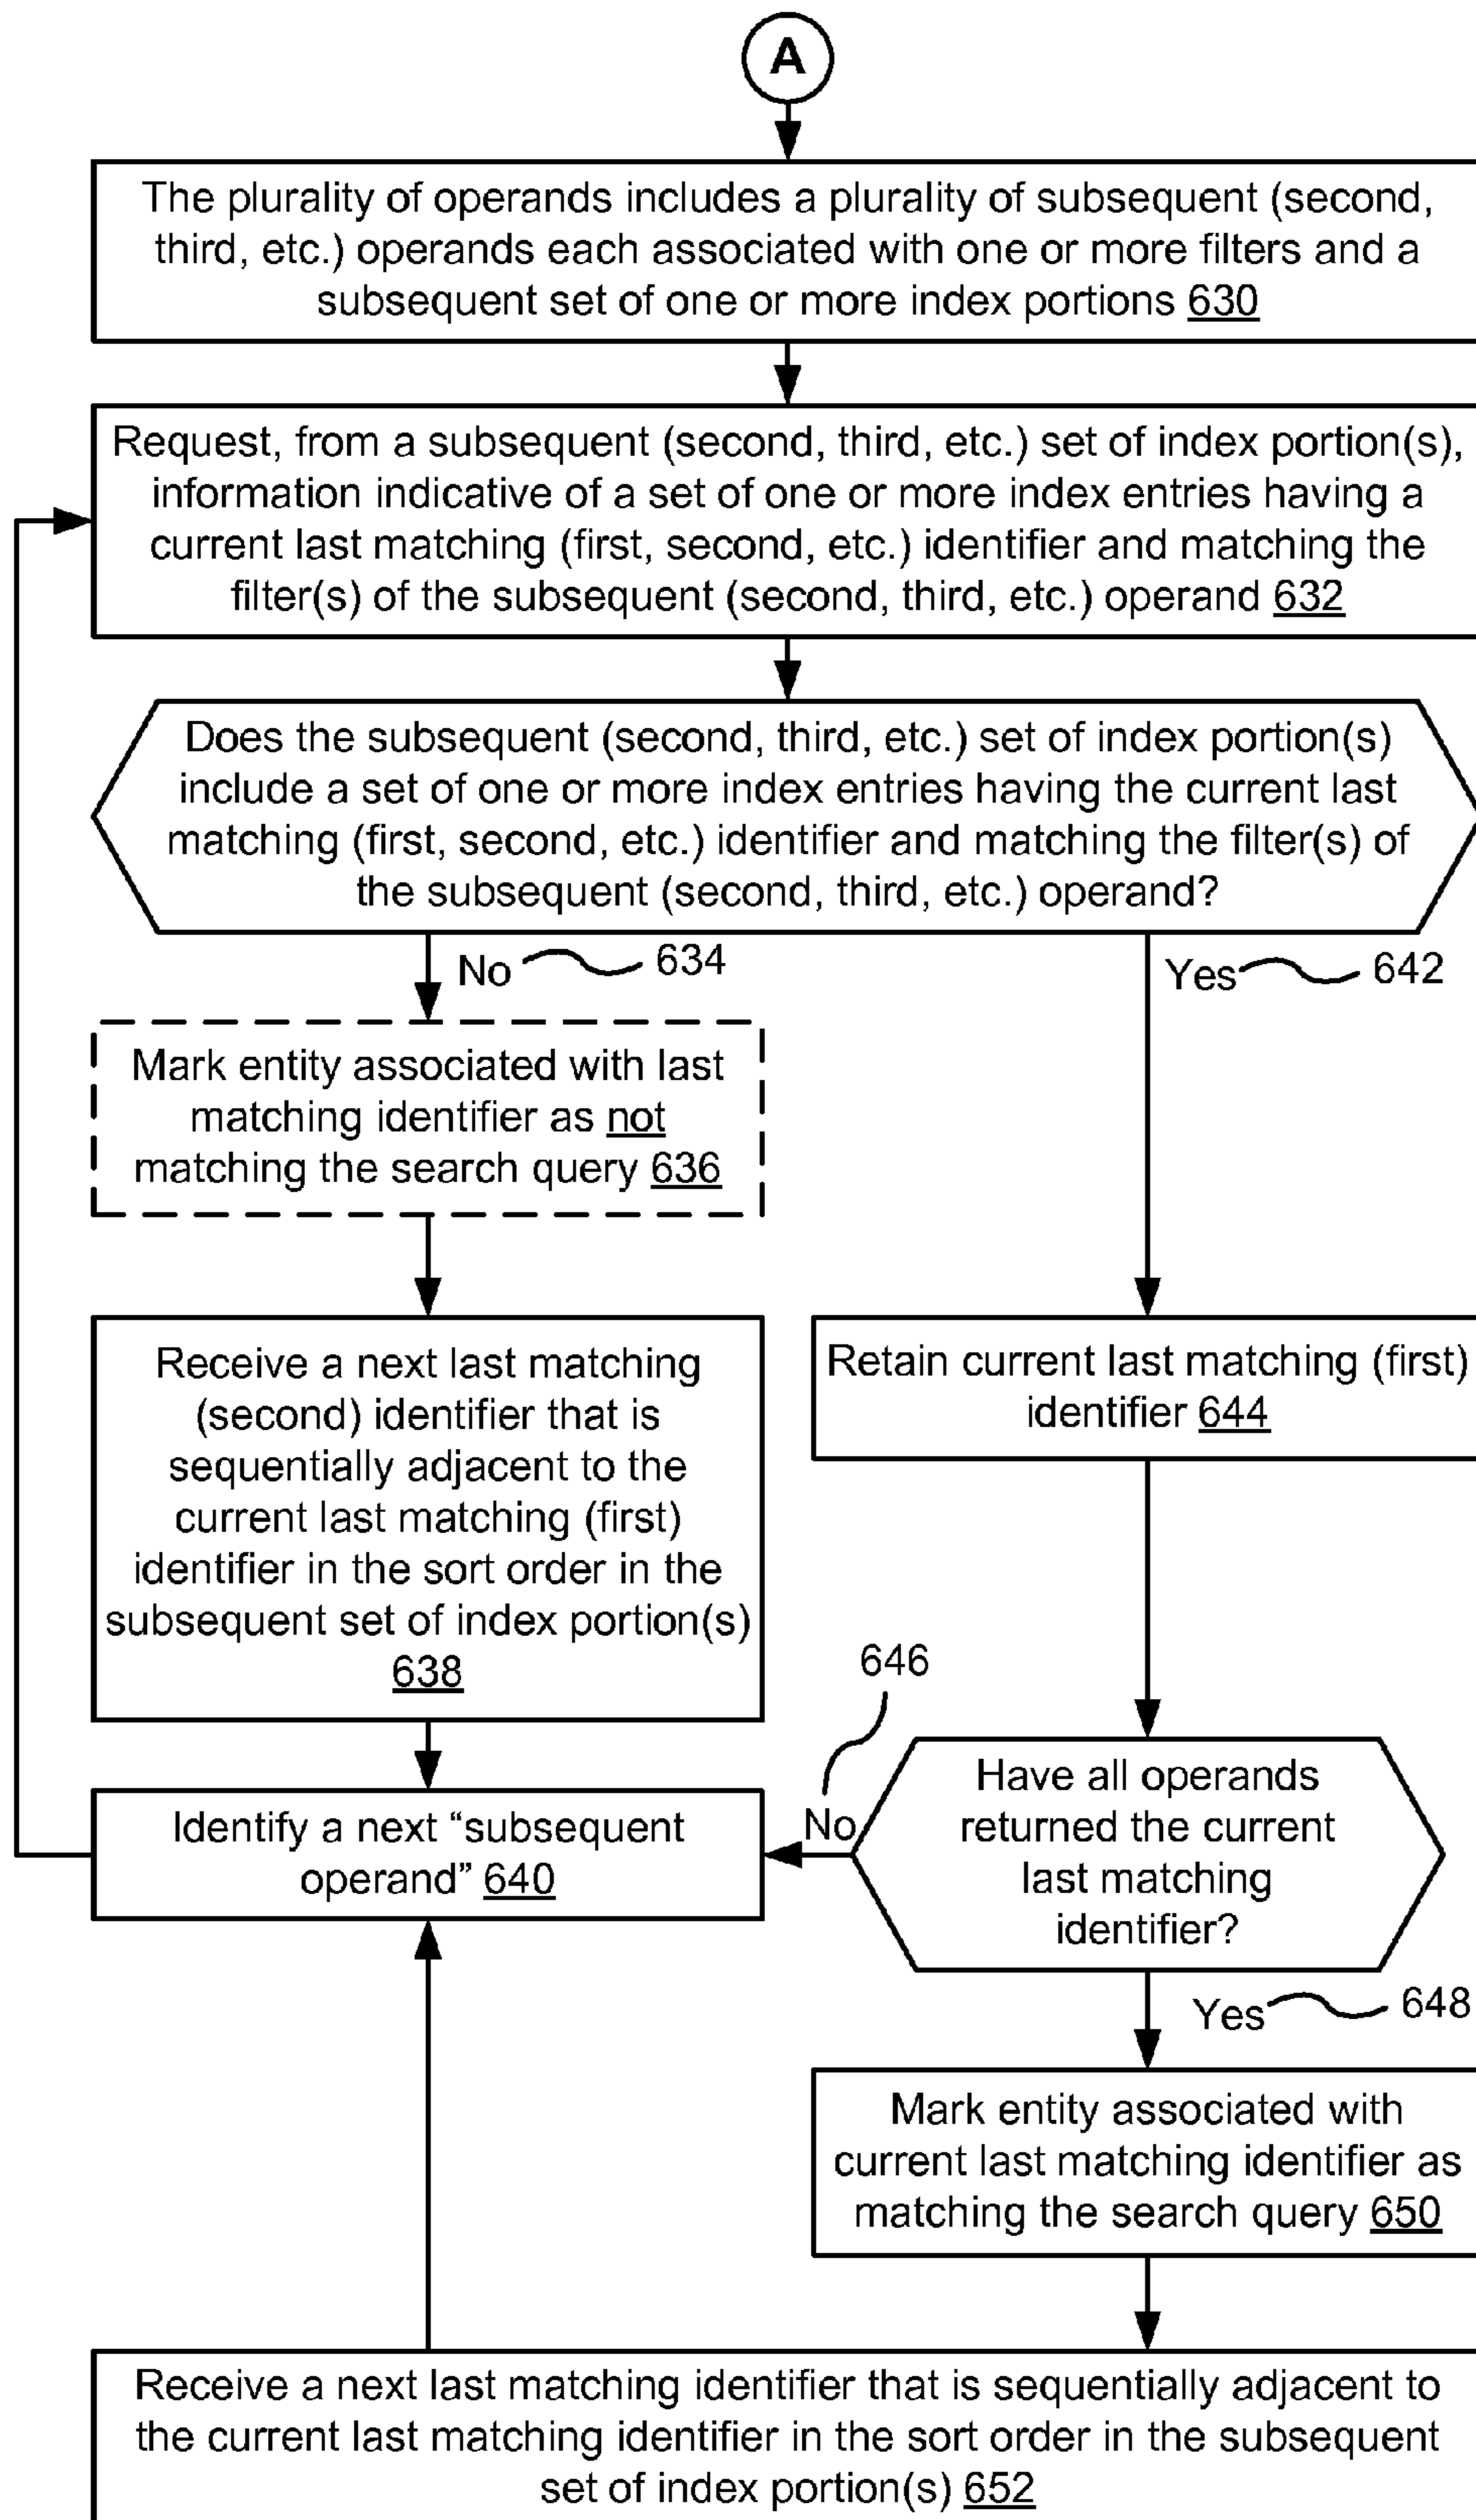 A
The plurality of operands includes a plurality of subsequent (second,
third, etc.) operands each associated with one or more filters and a
subsequent set of one or more index portions 630
Request, from a subsequent (second, third, etc.) set of index portion(s),
information indicative of a set of one or more index entries having a
current last matching (first, second, etc.) identifier and matching the
filter(s) of the subsequent (second, third, etc.) operand 632
Does the subsequent (second, third, etc.) set of index portion(s)
include a set of one or more index entries having the current last
matching (first, second, etc.) identifier and matching the filter(s) of
the subsequent (second, third, etc.) operand?
No 634
Yes 642
Mark entity associated with last
matching identifier as not
matching the search query 636
Receive a next last matching
(second) identifier that is
sequentially adjacent to the
current last matching (first)
identifier in the sort order in the
subsequent set of index portion(s)
638
Retain current last matching (first)
identifier 644
646
No
Have all operands
returned the current
last matching
identifier?
Identify a next “subsequent
operand” 640
Yes 648
Mark entity associated with
current last matching identifier as
matching the search query 650
Receive a next last matching identifier that is sequentially adjacent to
the current last matching identifier in the sort order in the subsequent
set of index portion(s) 652